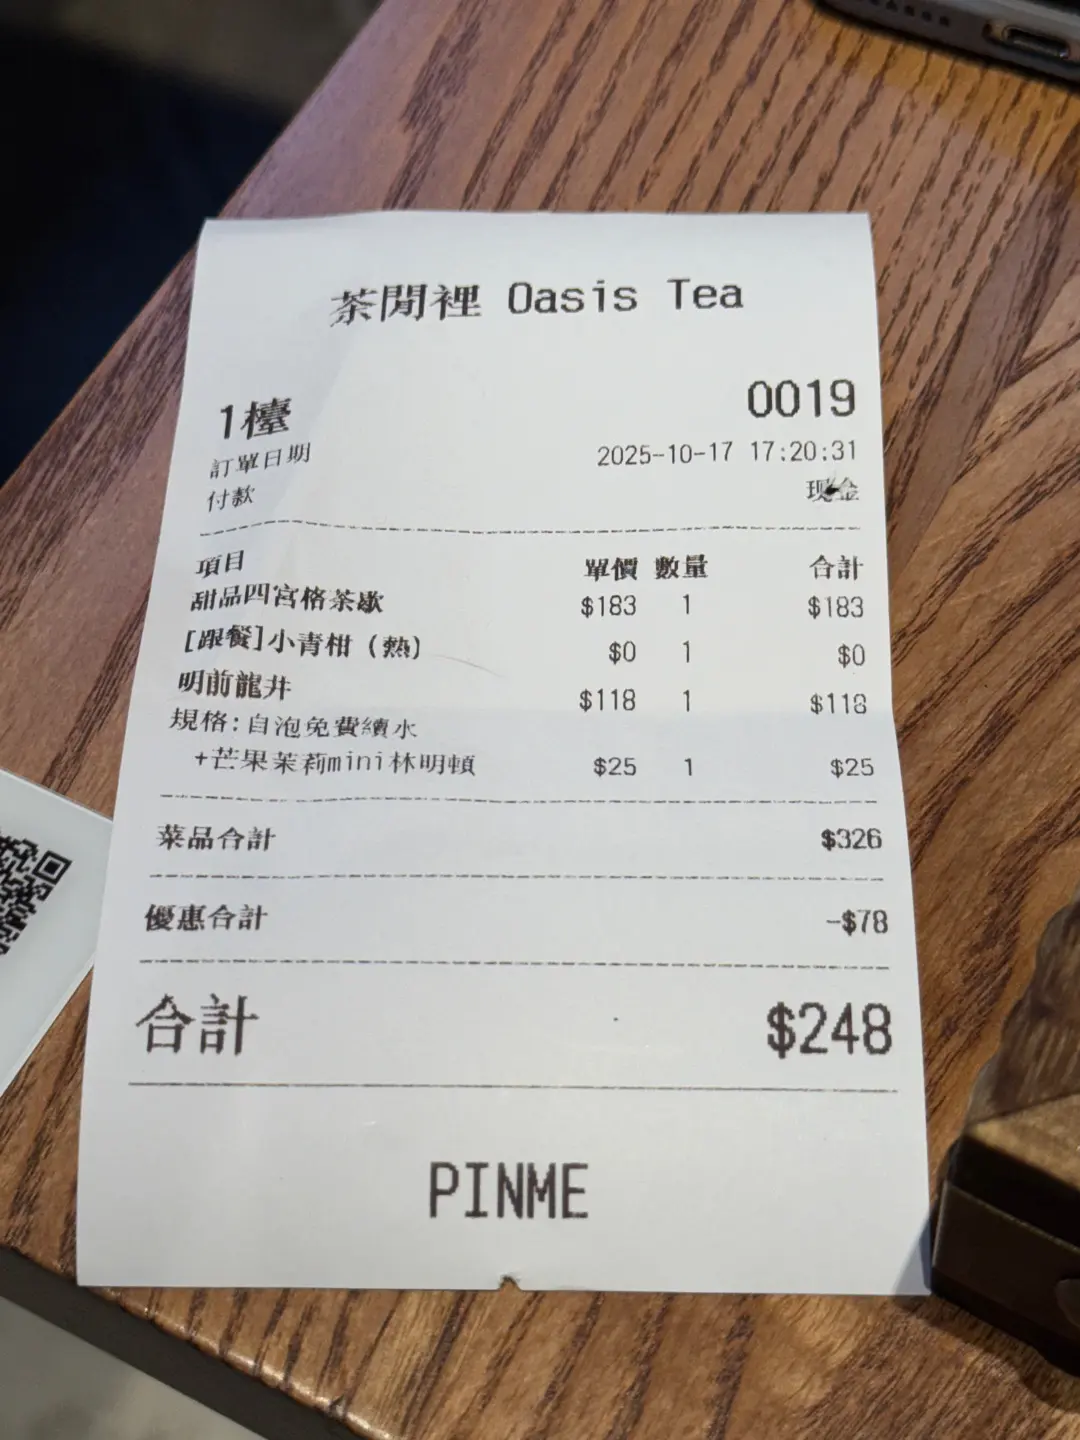 茶閒裡 Oasis Tea
1檯 0019
訂單日期 2025-10-17 17:20:31
付款 现金
項目 單價 數量 合計
甜品四宮格茶歇 $183 1 $183
[跟餐]小青柑（熱） $0 1 $0
明前龍井 $118 1 $118
規格:自泡免費續水
+芒果茉莉mini林明頓 $25 1 $25
菜品合計 $326
優惠合計 -$78
合計 $248
PINME